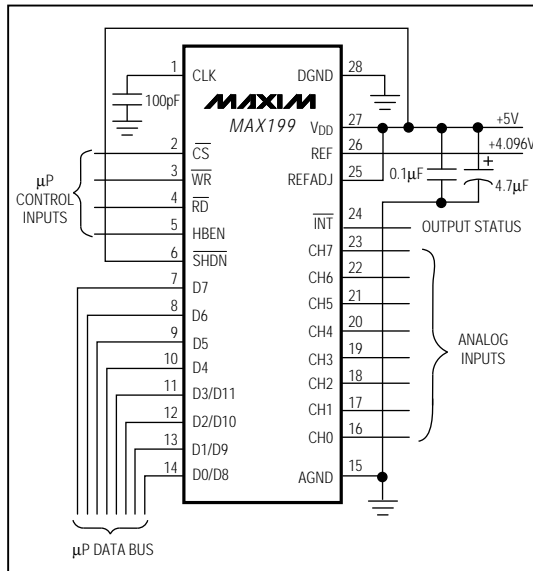 1 CLK
100pF
MAXIM
MAX199
DGND 28
VDD 27
+5V
REF 26
+4.096V
REFADJ 25
0.1µF
+
4.7µF
2 CS
3 WR
4 RD
5 HBEN
6 SHDN
µP
CONTROL
INPUTS
INT 24
OUTPUT STATUS
7 D7
8 D6
9 D5
10 D4
11 D3/D11
12 D2/D10
13 D1/D9
14 D0/D8
CH7 23
CH6 22
CH5 21
CH4 20
CH3 19
CH2 18
CH1 17
CH0 16
ANALOG
INPUTS
AGND 15
µP DATA BUS